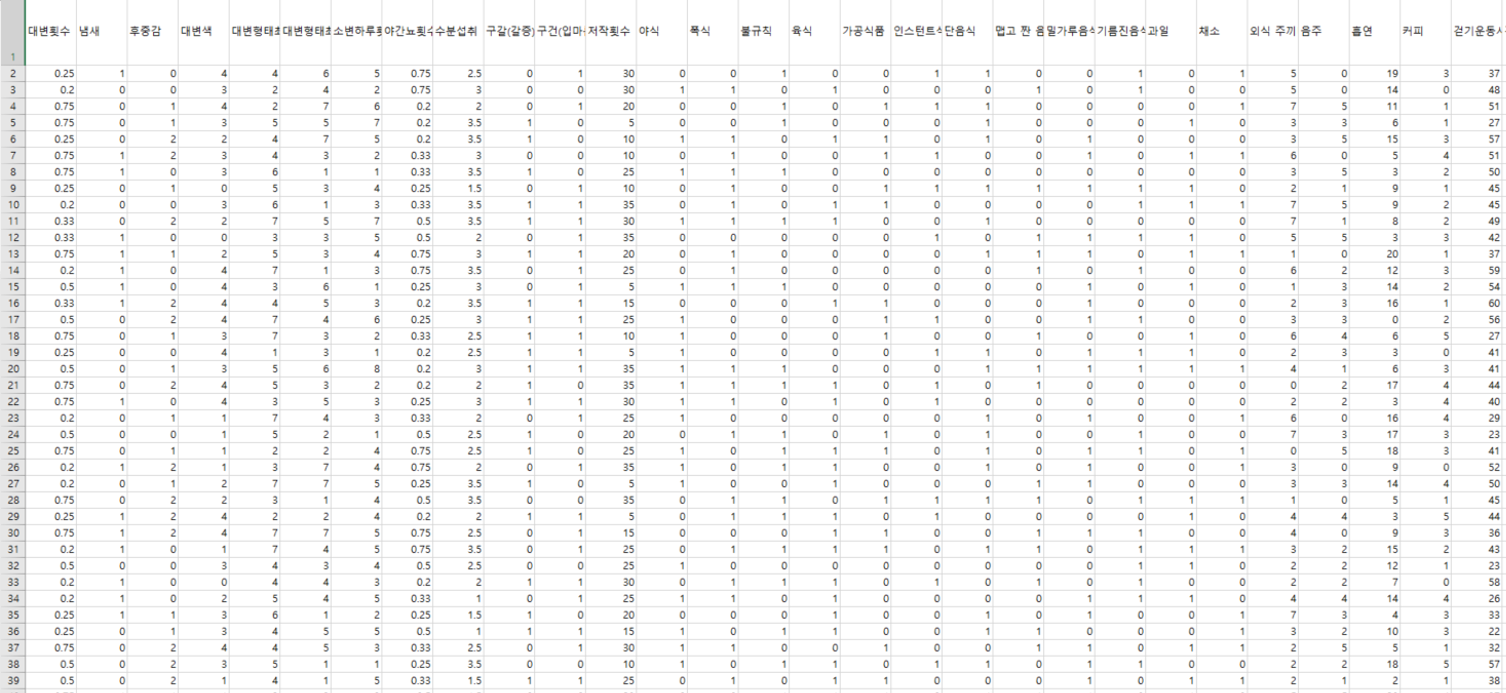 대변횟수 냄새 후중감 대변색 대변형태최 대변형태최 소변하루횟 야간뇨횟수 수분섭취 구갈(갈증) 구건(입마 저작횟수 야식 폭식 불규칙 육식 가공식품 인스턴트 단음식 맵고 짠 음 밀가루음식 기름진음식 과일 채소 외식 주끼 음주 흡연 커피 걷기운동시
1
2 0.25 1 0 4 4 6 5 0.75 2.5 0 1 30 0 0 1 0 0 1 1 0 0 1 0 1 5 0 19 3 37
3 0.2 0 0 3 2 4 2 0.75 3 0 0 30 1 1 0 1 0 0 1 0 1 0 0 0 5 0 14 0 48
4 0.75 0 1 4 2 7 6 0.2 2 0 1 20 0 0 1 0 1 1 1 0 0 0 0 1 7 5 11 1 51
5 0.75 0 1 3 5 5 7 0.2 3.5 1 0 5 0 0 1 0 0 0 1 0 0 0 1 0 3 3 6 1 27
6 0.25 0 2 2 4 7 5 0.2 3.5 1 0 10 1 1 0 1 1 0 1 0 1 0 0 0 3 5 15 3 57
7 0.75 1 2 3 4 3 2 0.33 3 0 0 10 0 1 0 0 1 1 0 0 1 0 1 1 6 0 5 4 51
8 0.75 1 0 3 6 1 1 0.33 3.5 1 0 25 1 1 1 0 0 0 0 0 0 0 0 0 3 5 3 2 50
9 0.25 0 1 0 5 3 4 0.25 1.5 0 1 10 0 1 0 0 1 1 1 1 1 1 1 0 2 1 9 1 45
10 0.2 0 0 3 6 1 3 0.33 3.5 1 1 35 0 1 0 1 1 0 0 0 0 1 1 1 7 5 9 2 45
11 0.33 0 2 2 7 5 7 0.5 3.5 1 1 30 1 1 1 1 0 0 1 0 0 0 0 0 7 1 8 2 49
12 0.33 1 0 0 3 3 5 0.5 2 0 1 35 0 0 0 0 0 1 0 1 1 1 1 0 5 5 3 3 42
13 0.75 1 1 2 5 3 4 0.75 3 1 1 20 0 1 0 0 0 0 1 1 1 0 1 1 1 0 20 1 37
14 0.2 1 0 4 7 1 3 0.75 3.5 0 1 25 0 1 0 0 0 0 0 1 0 1 0 0 6 2 12 3 59
15 0.5 1 0 4 3 6 1 0.25 3 0 1 5 1 1 1 0 0 0 0 0 1 0 1 0 1 3 14 2 54
16 0.33 1 2 4 4 5 3 0.2 3.5 1 1 15 0 0 0 1 1 0 0 0 1 1 0 0 2 3 16 1 60
17 0.5 0 2 4 7 4 6 0.25 3 1 1 25 1 0 0 0 1 1 0 0 1 1 0 0 3 3 0 2 56
18 0.75 0 1 3 7 3 2 0.33 2.5 1 1 10 1 0 0 0 1 0 0 1 0 0 1 0 6 4 6 5 27
19 0.25 0 0 4 1 3 1 0.2 2.5 1 1 5 1 0 0 0 0 1 1 0 1 1 1 0 2 3 3 0 41
20 0.5 0 1 3 5 6 8 0.2 3 1 1 35 1 1 1 0 0 0 1 1 1 1 1 1 4 1 6 3 41
21 0.75 0 2 4 5 3 2 0.2 2 1 0 35 1 1 1 1 0 1 0 1 0 0 0 0 0 2 17 4 44
22 0.75 1 0 4 3 5 3 0.25 3 1 1 30 1 1 0 1 0 1 0 0 0 0 0 0 2 2 3 4 40
23 0.2 0 1 1 7 4 3 0.33 2 0 1 25 1 0 0 0 0 0 1 0 1 0 0 1 6 0 16 4 29
24 0.5 0 0 1 5 2 1 0.5 2.5 1 0 20 0 1 1 0 1 0 1 0 0 0 0 0 7 3 17 3 23
25 0.75 0 1 1 2 2 4 0.75 2.5 1 0 25 1 0 0 1 1 0 1 0 0 1 0 1 0 5 18 3 41
26 0.2 1 2 1 3 7 4 0.75 2 0 1 35 1 0 0 1 1 0 1 0 1 1 0 1 3 0 9 0 52
27 0.2 0 1 2 7 7 5 0.25 3.5 1 0 5 1 0 0 1 1 0 0 1 1 0 0 0 3 3 14 4 50
28 0.75 0 2 2 3 1 4 0.5 3.5 0 0 35 0 1 1 0 1 1 1 1 0 1 1 1 1 0 5 1 45
29 0.25 1 2 4 2 2 4 0.2 2 1 1 5 0 1 1 1 0 1 0 0 0 0 1 0 4 4 3 5 44
30 0.75 1 2 4 7 7 5 0.75 2.5 0 1 15 0 0 0 1 1 0 0 1 1 1 0 0 4 0 9 3 36
31 0.2 1 0 1 7 4 5 0.75 3.5 0 1 25 0 1 1 1 1 0 1 1 0 1 1 1 3 2 15 2 43
32 0.5 0 0 3 4 3 4 0.5 2.5 0 0 25 1 0 0 0 0 0 0 0 0 1 1 0 2 2 12 1 23
33 0.2 1 0 0 4 4 3 0.2 2 1 1 30 0 1 1 1 0 1 0 1 0 1 0 0 2 2 7 0 58
34 0.2 1 0 2 5 4 5 0.33 1 0 1 25 1 1 0 1 0 0 0 0 1 1 1 0 4 4 14 4 26
35 0.25 1 1 3 6 1 2 0.25 1.5 1 0 20 0 0 0 0 1 0 1 0 1 0 0 1 7 3 4 3 33
36 0.25 0 1 3 4 5 5 0.5 1 1 1 15 1 0 1 1 0 1 1 1 0 0 0 1 3 2 10 3 22
37 0.75 0 2 4 4 5 3 0.33 2.5 0 1 30 1 1 0 0 1 0 0 1 1 0 1 1 2 5 5 1 32
38 0.5 0 2 3 5 1 1 0.25 3.5 0 0 10 1 0 1 1 0 1 1 0 0 1 0 0 2 2 18 5 57
39 0.5 0 2 1 4 1 5 0.33 1.5 1 1 25 0 1 0 1 1 0 0 0 1 0 1 1 2 1 2 1 38